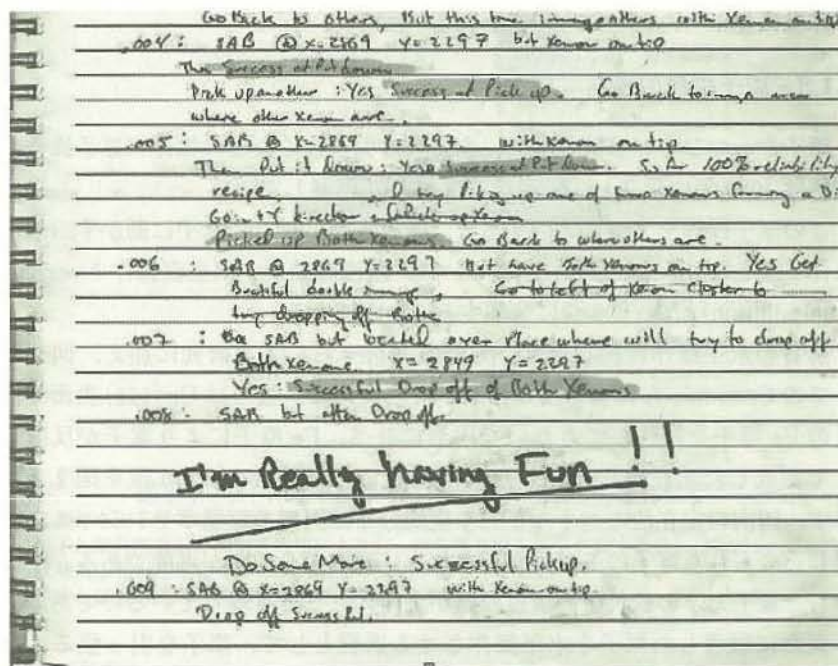 Go Back to others, But this time image others with Xenon on tip
.004: SAB @ x=2869 y=2297 but Xenon on tip
Then Success at Put down
Pick up another: Yes Success at Pick up. Go Back to image area
where other Xenon are.
.005: SAB @ X=2869 Y=2297. with Xenon on tip
Then Put it down: Yes Success at Put down. So far 100% reliability
recipe, try Picking up one of two Xenons forming a
Go in +Y direction
Picked up Both Xenons. Go Back to where others are.
.006: SAB @ 2869 Y=2297 But have Both Xenons on tip. Yes Get
Beautiful double image, Go to Left of Xenon Cluster to
try dropping off Both
.007: SAB but located over Place where will try to drop off
Both Xenons. X=2849 Y=2297
Yes: Successful Drop off of Both Xenons
.008: SAB but after Drop off.
I'm Really having Fun!!
Do Some More: Successful Pickup.
.009: SAB @ X=2869 Y=2297 with Xenon on tip.
Drop off Successful.